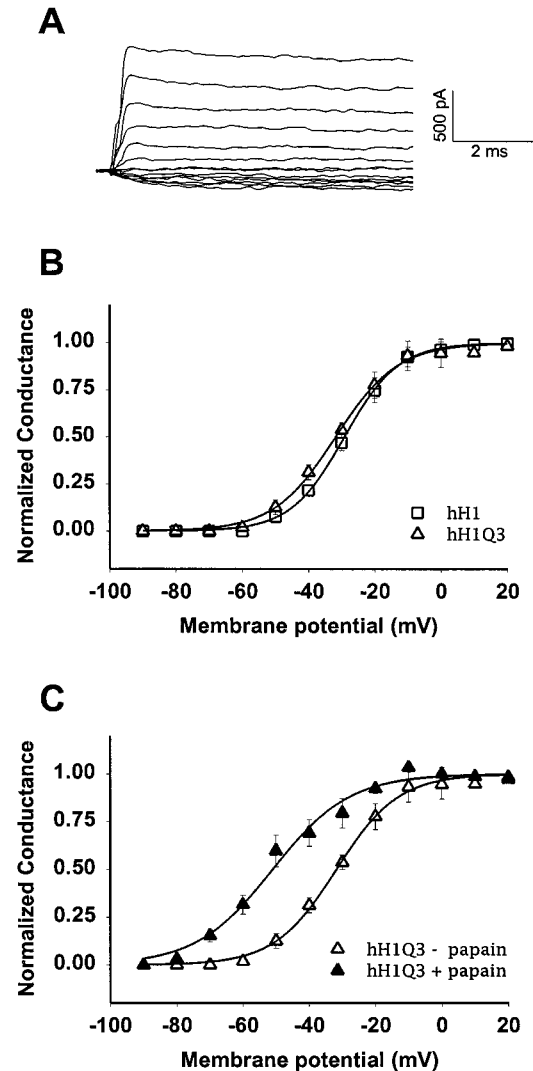 A
500 pA
2 ms
B
Normalized Conductance
1.00
0.75
0.50
0.25
0.00
hH1
hH1Q3
-100 -80 -60 -40 -20 0 20
Membrane potential (mV)
C
Normalized Conductance
1.00
0.75
0.50
0.25
0.00
hH1Q3 - papain
hH1Q3 + papain
-100 -80 -60 -40 -20 0 20
Membrane potential (mV)